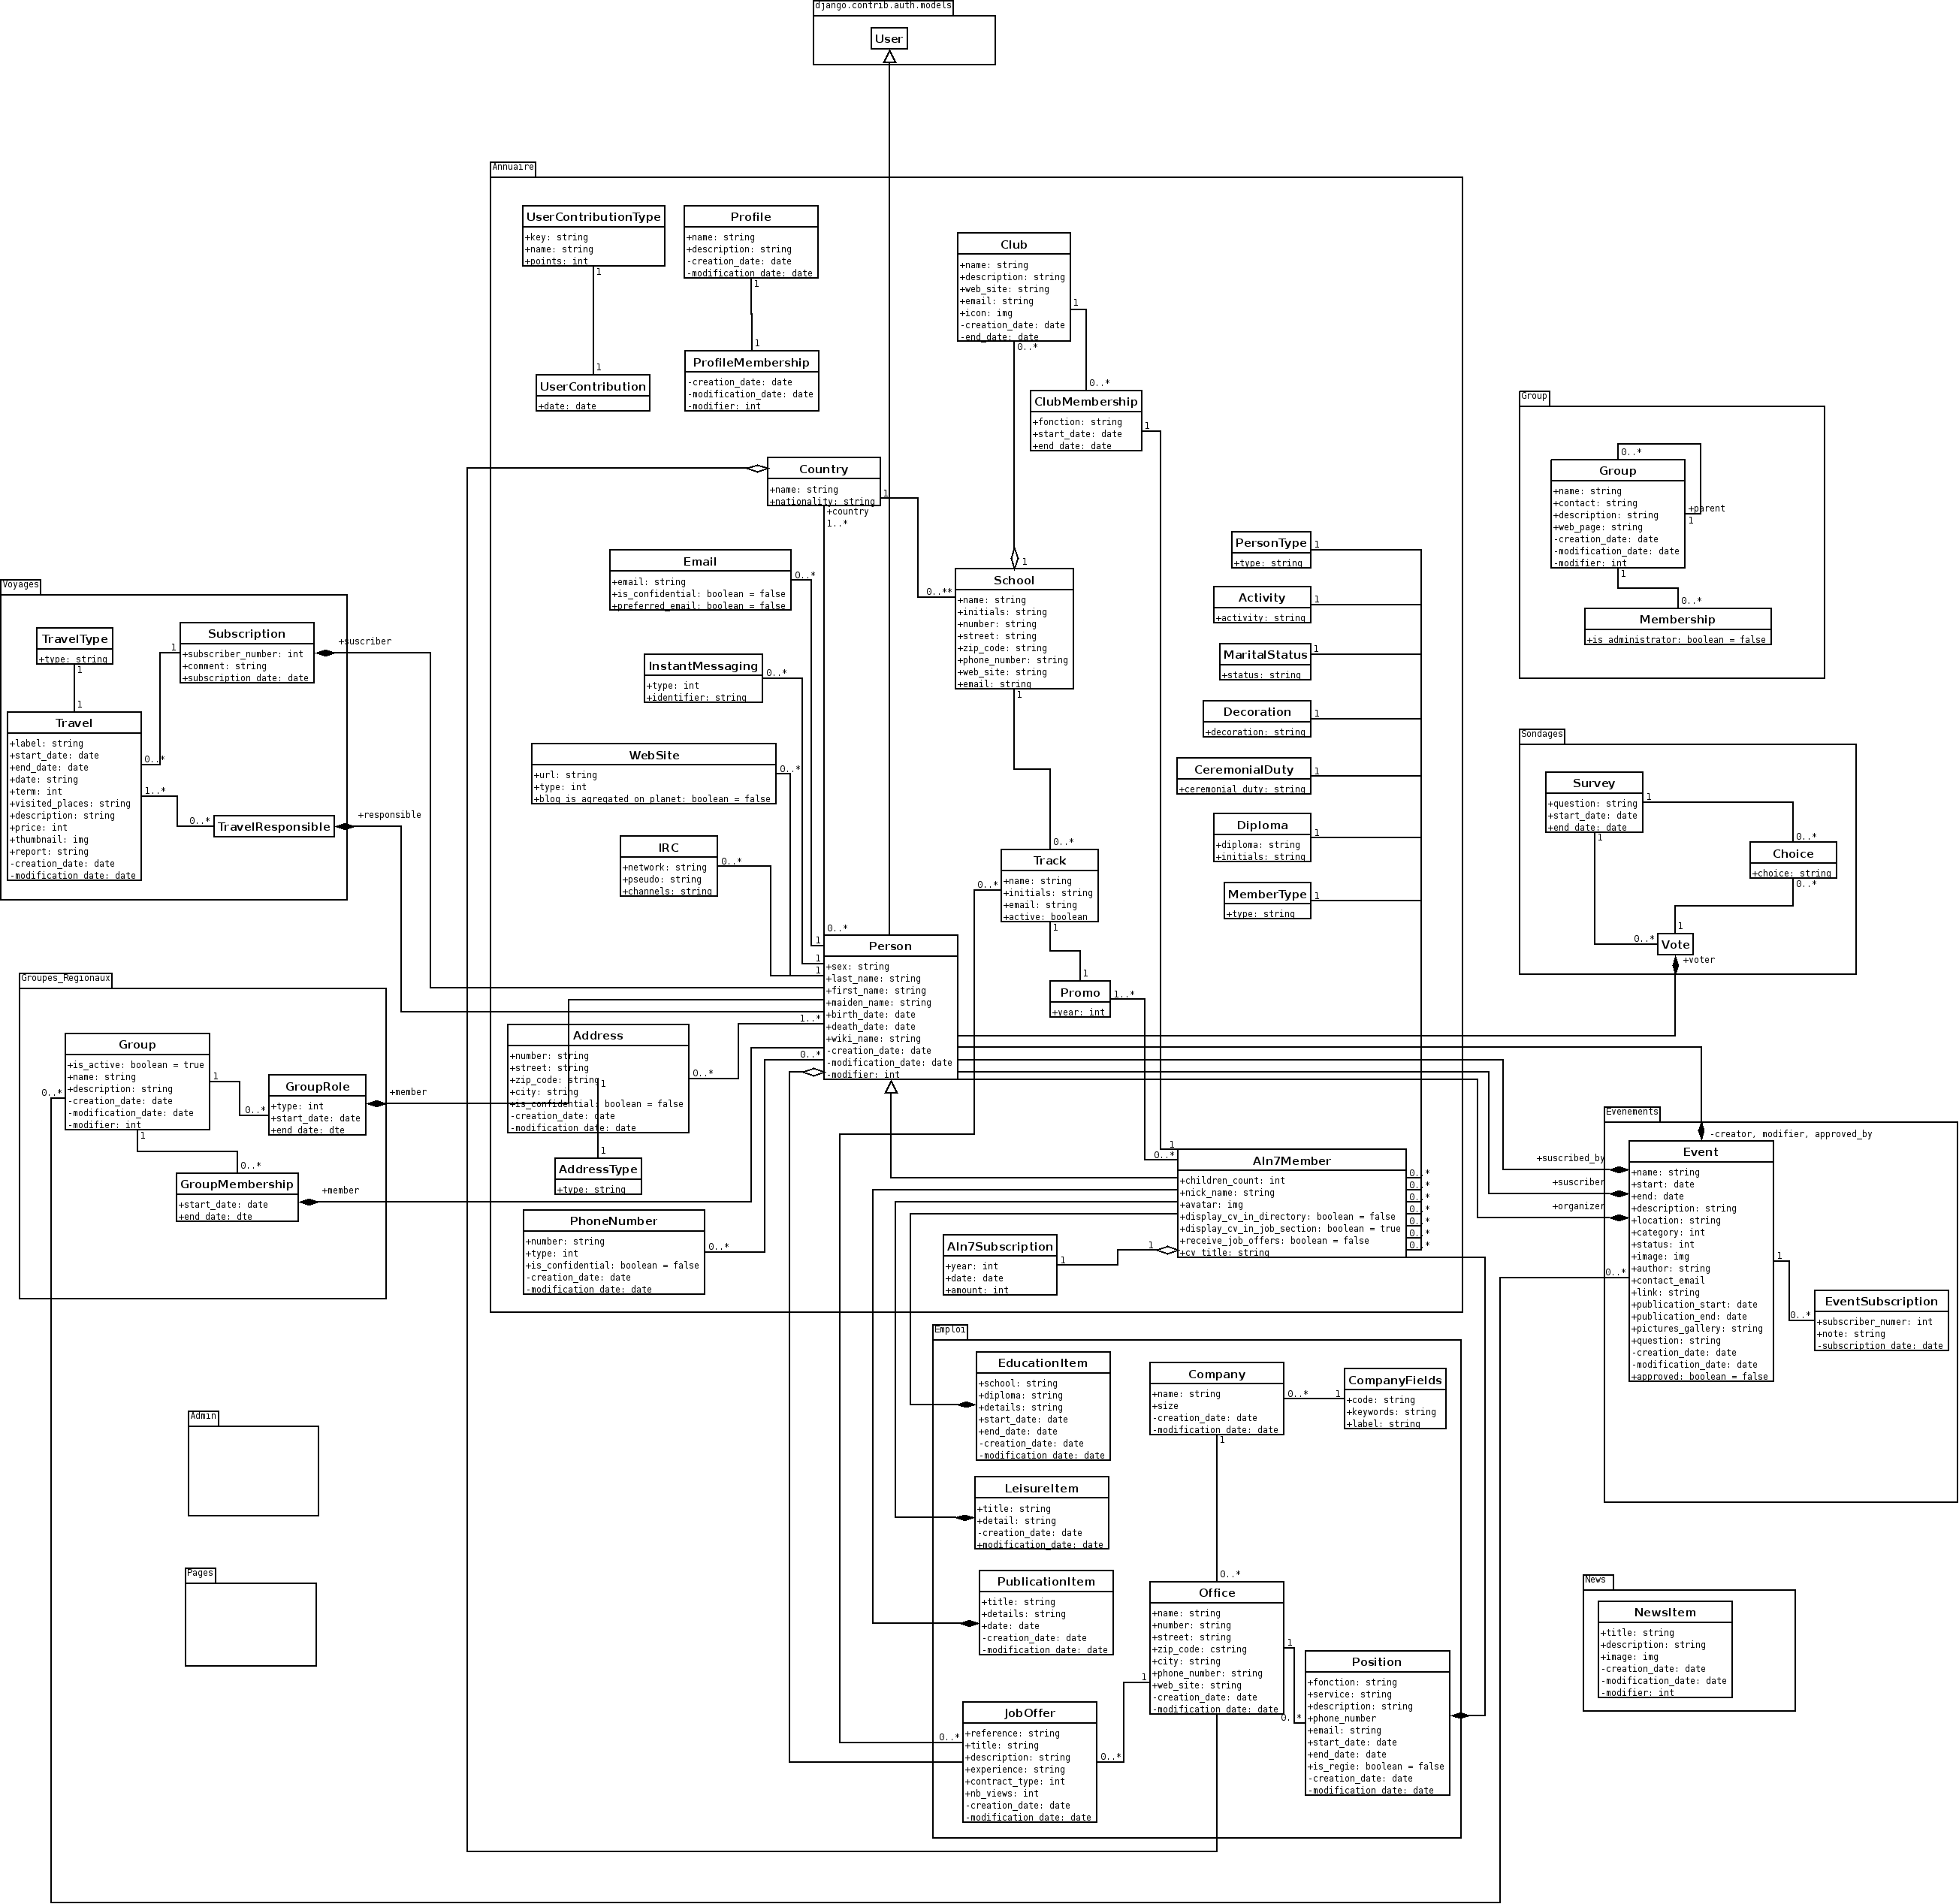 django.contrib.auth.models
User
Annuaire
UserContributionType
+key: string
+name: string
+points: int
1
1
UserContribution
+date: date
Profile
+name: string
+description: string
-creation_date: date
-modification_date: date
1
1
ProfileMembership
-creation_date: date
-modification_date: date
-modifier: int
Club
+name: string
+description: string
+web_site: string
+email: string
+icon: img
-creation_date: date
-end_date: date
1
0..*
0..*
ClubMembership
+fonction: string
+start_date: date
+end_date: date
1
Country
+name: string
+nationality: string
1
+country
1..*
Email
+email: string
+is_confidential: boolean = false
+preferred_email: boolean = false
0..*
InstantMessaging
+type: int
+identifier: string
0..*
WebSite
+url: string
+type: int
+blog_is_agregated_on_planet: boolean = false
0..*
IRC
+network: string
+pseudo: string
+channels: string
0..*
1
0..**
School
+name: string
+initials: string
+number: string
+street: string
+zip_code: string
+phone_number: string
+web_site: string
+email: string
1
0..*
Track
+name: string
+initials: string
+email: string
+active: boolean
0..*
1
1
Promo
+year: int
1..*
PersonType
+type: string
1
Activity
+activity: string
1
MaritalStatus
+status: string
1
Decoration
+decoration: string
1
CeremonialDuty
+ceremonial_duty: string
1
Diploma
+diploma: string
+initials: string
1
MemberType
+type: string
1
0..*
Person
+sex: string
+last_name: string
+first_name: string
+maiden_name: string
+birth_date: date
+death_date: date
+wiki_name: string
-creation_date: date
-modification_date: date
-modifier: int
1
1
1
1..*
0..*
Address
+number: string
+street: string
+zip_code: string
+city: string
+is_confidential: boolean = false
-creation_date: date
-modification_date: date
0..*
1
1
AddressType
+type: string
PhoneNumber
+number: string
+type: int
+is_confidential: boolean = false
-creation_date: date
-modification_date: date
0..*
1
0..*
AIn7Member
+children_count: int
+nick_name: string
+avatar: img
+display_cv_in_directory: boolean = false
+display_cv_in_job_section: boolean = true
+receive_job_offers: boolean = false
+cv_title: string
0..*
0..*
0..*
0..*
0..*
0..*
0..*
1
AIn7Subscription
+year: int
+date: date
+amount: int
1
Group
0..*
Group
+name: string
+contact: string
+description: string
+web_page: string
-creation_date: date
-modification_date: date
-modifier: int
+parent
1
1
0..*
Membership
+is_administrator: boolean = false
Sondages
Survey
+question: string
+start_date: date
+end_date: date
1
1
0..*
Choice
+choice: string
0..*
1
0..*
Vote
+voter
Voyages
TravelType
+type: string
1
1
Subscription
+subscriber_number: int
+comment: string
+subscription_date: date
1
+suscriber
Travel
+label: string
+start_date: date
+end_date: date
+date: string
+term: int
+visited_places: string
+description: string
+price: int
+thumbnail: img
+report: string
-creation_date: date
-modification_date: date
0..*
1..*
0..*
TravelResponsible
+responsible
Groupes_Regionaux
Group
+is_active: boolean = true
+name: string
+description: string
-creation_date: date
-modification_date: date
-modifier: int
0..*
1
1
0..*
GroupRole
+type: int
+start_date: date
+end_date: dte
+member
0..*
GroupMembership
+start_date: date
+end_date: dte
+member
Evenements
-creator, modifier, approved_by
+suscribed_by
+suscriber
+organizer
0..*
Event
+name: string
+start: date
+end: date
+description: string
+location: string
+category: int
+status: int
+image: img
+author: string
+contact_email
+link: string
+publication_start: date
+publication_end: date
+pictures_gallery: string
+question: string
-creation_date: date
-modification_date: date
+approved: boolean = false
1
0..*
EventSubscription
+subscriber_numer: int
+note: string
-subscription_date: date
Emploi
EducationItem
+school: string
+diploma: string
+details: string
+start_date: date
+end_date: date
-creation_date: date
-modification_date: date
Company
+name: string
+size
-creation_date: date
-modification_date: date
0..*
1
1
CompanyFields
+code: string
+keywords: string
+label: string
LeisureItem
+title: string
+detail: string
-creation_date: date
+modification_date: date
PublicationItem
+title: string
+details: string
+date: date
-creation_date: date
-modification_date: date
0..*
Office
+name: string
+number: string
+street: string
+zip_code: cstring
+city: string
+phone_number: string
+web_site: string
-creation_date: date
-modification_date: date
1
1
0..*
Position
+fonction: string
+service: string
+description: string
+phone_number
+email: string
+start_date: date
+end_date: date
+is_regie: boolean = false
-creation_date: date
-modification_date: date
JobOffer
+reference: string
+title: string
+description: string
+experience: string
+contract_type: int
+nb_views: int
-creation_date: date
-modification_date: date
0..*
0..*
Admin
Pages
News
NewsItem
+title: string
+description: string
+image: img
-creation_date: date
-modification_date: date
-modifier: int